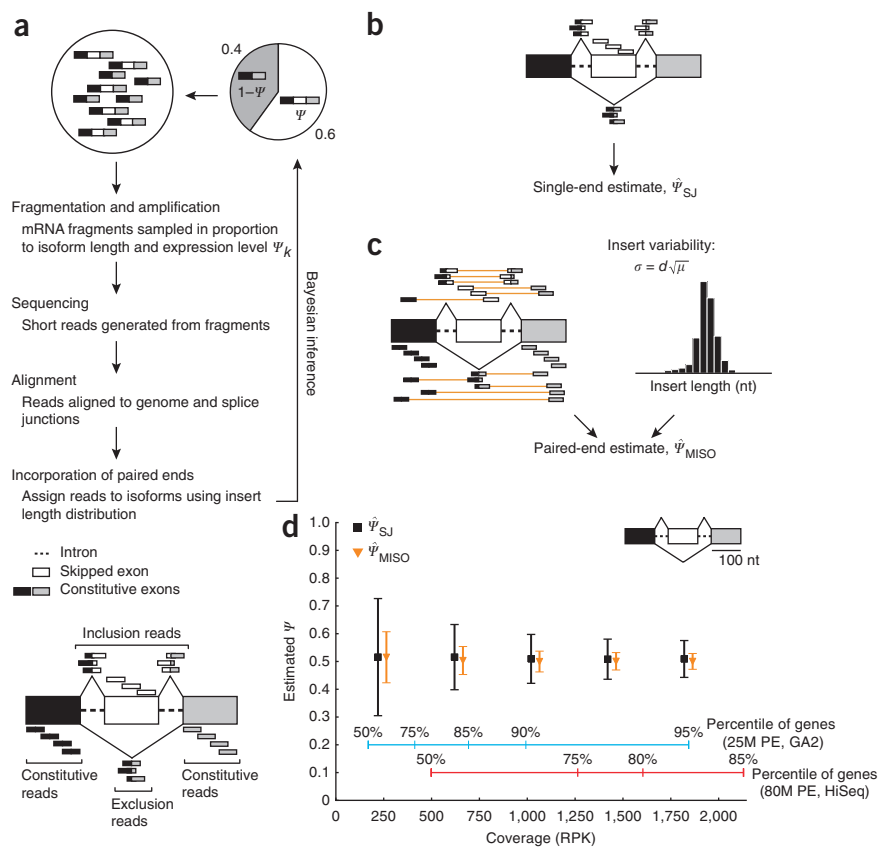 a
0.4
1−Ψ
Ψ
0.6
Fragmentation and amplification
mRNA fragments sampled in proportion
to isoform length and expression level Ψk
Sequencing
Short reads generated from fragments
Alignment
Reads aligned to genome and splice
junctions
Incorporation of paired ends
Assign reads to isoforms using insert
length distribution
Bayesian inference
Intron
Skipped exon
Constitutive exons
Inclusion reads
Constitutive
reads
Exclusion
reads
Constitutive
reads
b
Single-end estimate, Ψ̂SJ
c
Insert variability:
σ = d√μ
Insert length (nt)
Paired-end estimate, Ψ̂MISO
d
Ψ̂SJ
Ψ̂MISO
100 nt
Estimated Ψ
1.0
0.9
0.8
0.7
0.6
0.5
0.4
0.3
0.2
0.1
0
50%
75%
85%
90%
95%
Percentile of genes
(25M PE, GA2)
50%
75%
80%
85%
Percentile of genes
(80M PE, HiSeq)
250
500
750
1,000
1,250
1,500
1,750
2,000
Coverage (RPK)